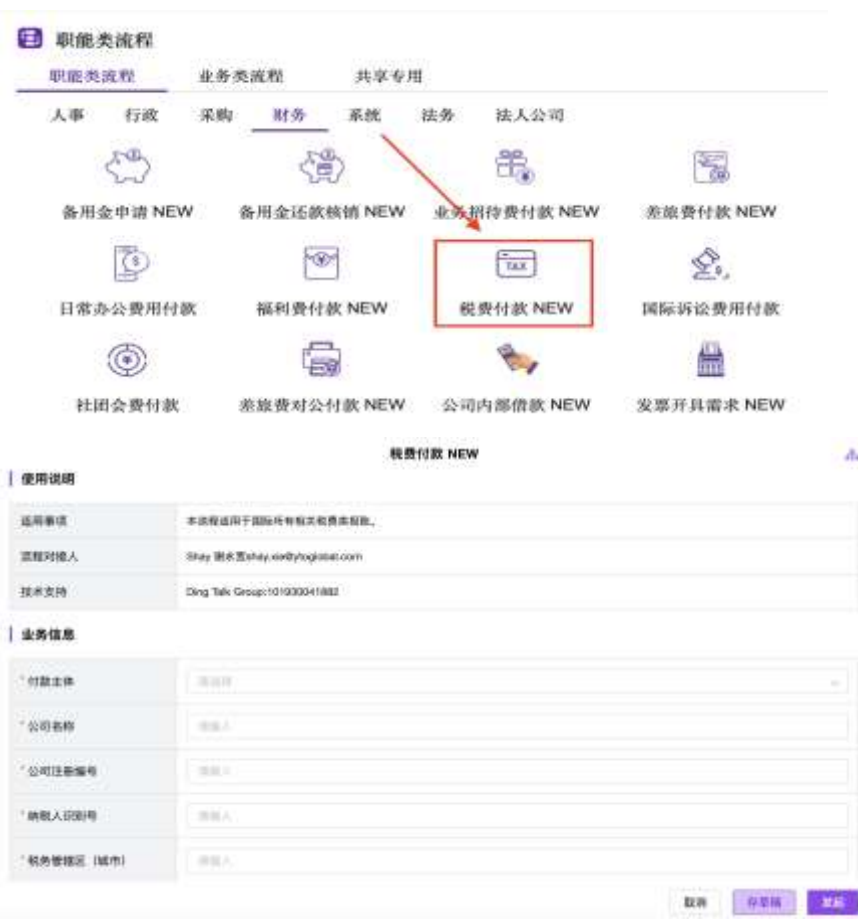 职能类流程
职能类流程 业务类流程 共享专用
人事 行政 采购 财务 系统 法务 法人公司
备用金申请 NEW 备用金还款核销 NEW 业务招待费付款 NEW 差旅费付款 NEW
TAX
日常办公费用付款 福利费付款 NEW 税费付款 NEW 国际诉讼费用付款
社团会费付款 差旅费对公付款 NEW 公司内部借款 NEW 发票开具需求 NEW
税费付款 NEW
使用说明
适用事项 本流程适用于国际所有相关税费类报账。
流程对接人 Shay
技术支持 Ding Talk Group:101930041882
业务信息
*付款主体 请选择
*公司名称 请输入
*公司注册编号 请输入
*纳税人识别号 请输入
*税务管辖区（城市） 请输入
取消 存草稿 发起